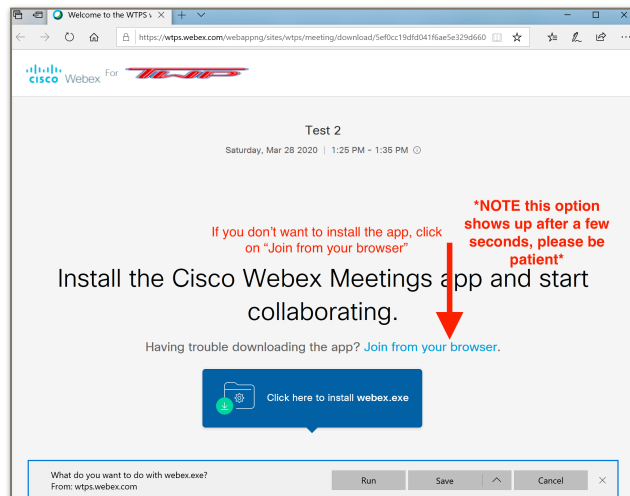 Welcome to the WTPS \
https://wtps.webex.com/webappng/sites/wtps/meeting/download/5ef0cc19dfd041f6ae5e329d660
CISCO Webex For
Test 2
Saturday, Mar 28 2020 | 1:25 PM - 1:35 PM
*NOTE this option
shows up after a few
seconds, please be
patient*
If you don't want to install the app, click
on “Join from your browser”
Install the Cisco Webex Meetings app and start
collaborating.
Having trouble downloading the app? Join from your browser.
Click here to install webex.exe
What do you want to do with webex.exe?
From: wtps.webex.com
Run
Save
Cancel